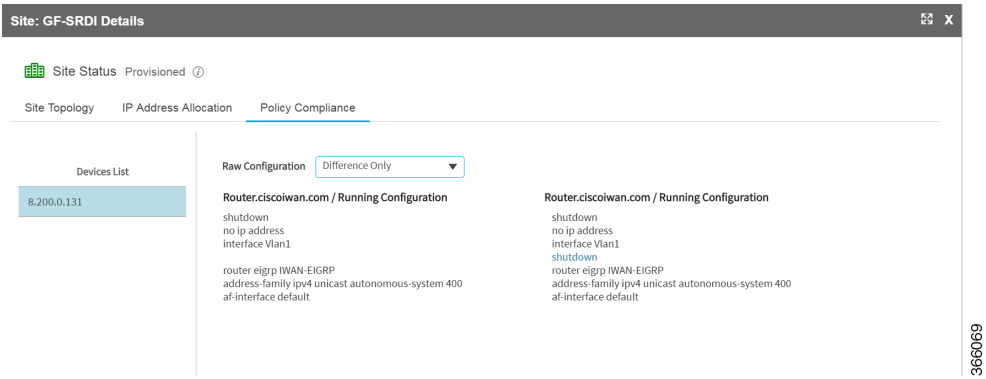 Site: GF-SRDI Details
X
Site Status Provisioned i
Site Topology IP Address Allocation Policy Compliance
Devices List
8.200.0.131
Raw Configuration Difference Only
Router.ciscoiwan.com / Running Configuration
shutdown
no ip address
interface Vlan1
router eigrp IWAN-EIGRP
address-family ipv4 unicast autonomous-system 400
af-interface default
Router.ciscoiwan.com / Running Configuration
shutdown
no ip address
interface Vlan1
shutdown
router eigrp IWAN-EIGRP
address-family ipv4 unicast autonomous-system 400
af-interface default
366069